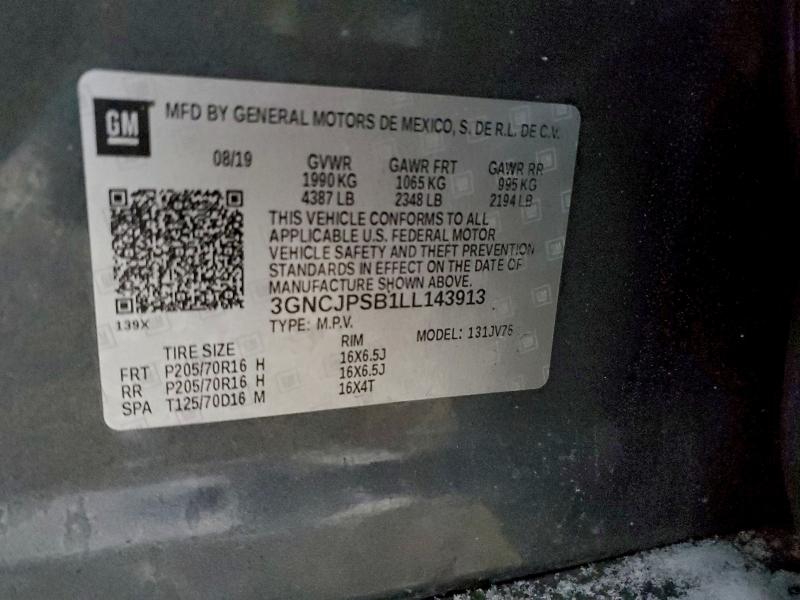 GM
MFD BY GENERAL MOTORS DE MEXICO, S. DE R.L. DE C.V.
08/19 GVWR GAWR FRT GAWR RR
1990 KG 1065 KG 995 KG
4387 LB 2348 LB 2194 LB
THIS VEHICLE CONFORMS TO ALL
APPLICABLE U.S. FEDERAL MOTOR
VEHICLE SAFETY AND THEFT PREVENTION
STANDARDS IN EFFECT ON THE DATE OF
MANUFACTURE SHOWN ABOVE.
3GNCJPSB1LL143913
139X
TYPE: M.P.V. MODEL: 131JV76
TIRE SIZE RIM
FRT P205/70R16 H 16X6.5J
RR P205/70R16 H 16X6.5J
SPA T125/70D16 M 16X4T